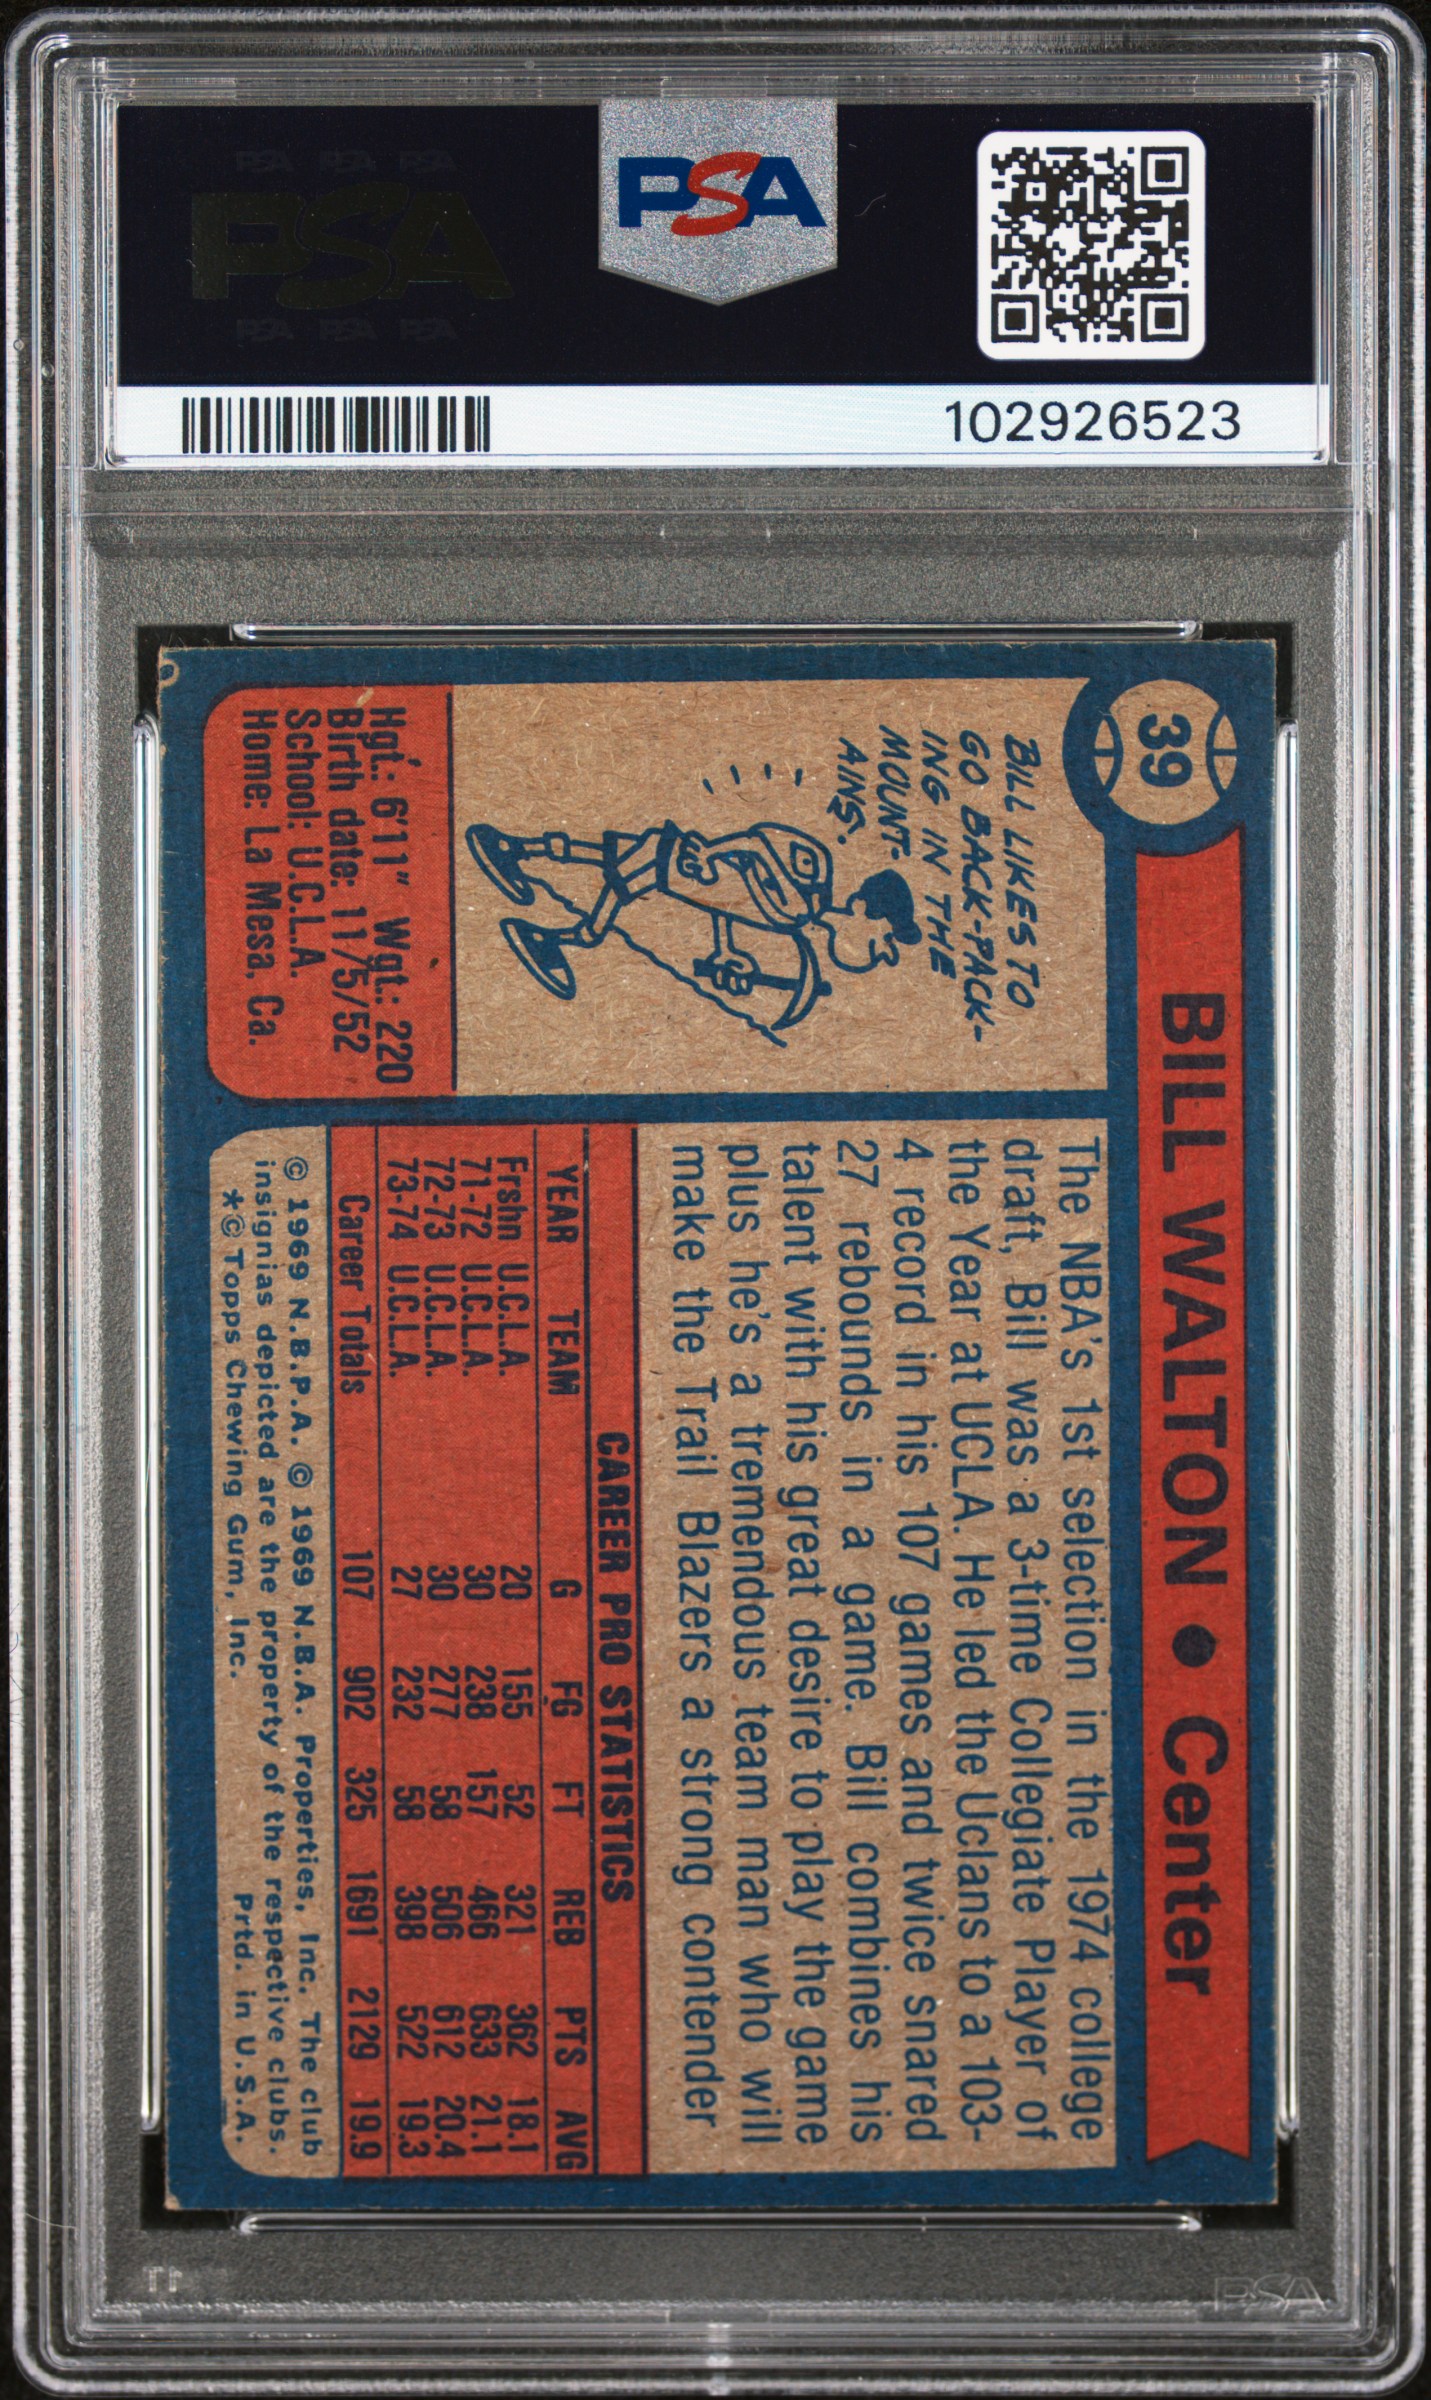 PSA PSA PSA
PSA
PSA PSA PSA
PSA
102926523
39
BILL WALTON • Center
BILL LIKES TO
GO BACK-PACK-
ING IN THE
MOUNT-
AINS.
Hgt.: 6'11" Wgt.: 220
Birth date: 11/5/52
School: U.C.L.A.
Home: La Mesa, Ca.
The NBA's 1st selection in the 1974 college
draft, Bill was a 3-time Collegiate Player of
the Year at UCLA. He led the Uclans to a 103-
4 record in his 107 games and twice snared
27 rebounds in a game. Bill combines his
talent with his great desire to play the game
plus he's a tremendous team man who will
make the Trail Blazers a strong contender
CAREER PRO STATISTICS
YEAR TEAM G FG FT REB PTS AVG
Frshn U.C.L.A. 20 155 52 321 362 18.1
71-72 U.C.L.A. 30 238 157 466 633 21.1
72-73 U.C.L.A. 30 277 58 506 612 20.4
73-74 U.C.L.A. 27 232 58 398 522 19.3
Career Totals 107 902 325 1691 2129 19.9
© 1969 N.B.P.A. © 1969 N.B.A. Properties, Inc. The club
insignias depicted are the property of the respective clubs.
*© Topps Chewing Gum, Inc. Prtd. in U.S.A.
PSA